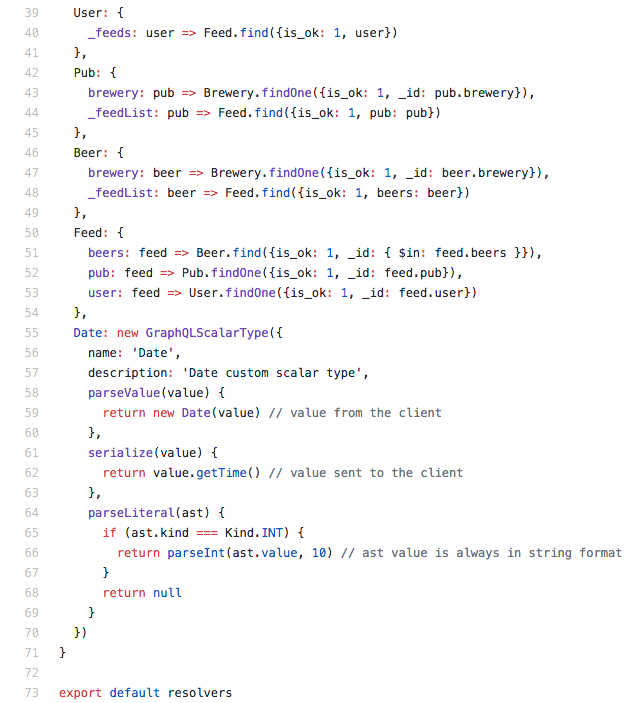 39 User: {
40 _feeds: user => Feed.find({is_ok: 1, user})
41 },
42 Pub: {
43 brewery: pub => Brewery.findOne({is_ok: 1, _id: pub.brewery}),
44 _feedList: pub => Feed.find({is_ok: 1, pub: pub})
45 },
46 Beer: {
47 brewery: beer => Brewery.findOne({is_ok: 1, _id: beer.brewery}),
48 _feedList: beer => Feed.find({is_ok: 1, beers: beer})
49 },
50 Feed: {
51 beers: feed => Beer.find({is_ok: 1, _id: { $in: feed.beers }}),
52 pub: feed => Pub.findOne({is_ok: 1, _id: feed.pub}),
53 user: feed => User.findOne({is_ok: 1, _id: feed.user})
54 },
55 Date: new GraphQLScalarType({
56 name: 'Date',
57 description: 'Date custom scalar type',
58 parseValue(value) {
59 return new Date(value) // value from the client
60 },
61 serialize(value) {
62 return value.getTime() // value sent to the client
63 },
64 parseLiteral(ast) {
65 if (ast.kind === Kind.INT) {
66 return parseInt(ast.value, 10) // ast value is always in string format
67 }
68 return null
69 }
70 })
71 }
72
73 export default resolvers